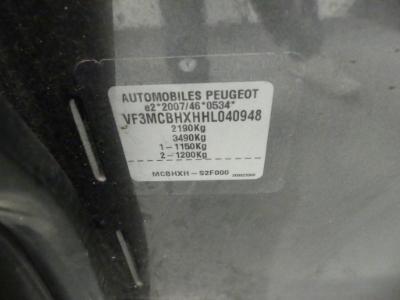 AUTOMOBILES PEUGEOT
e2*2007/46*0534*
VF3MCBHXHHL040948
2190Kg
3490Kg
1-1150Kg
2-1200Kg
MCBHXH-S2F000